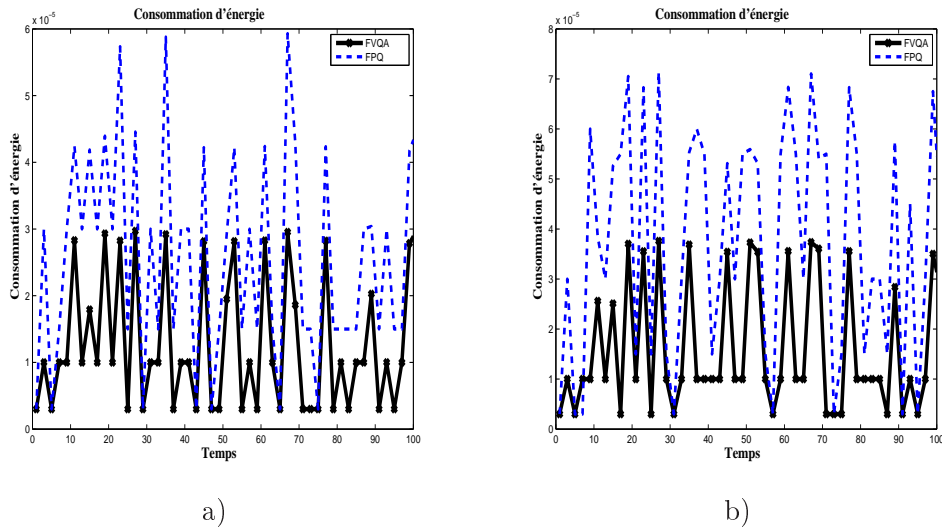 Consommation d'énergie
x 10⁻⁵
FVQA
FPQ
Consommation d'énergie
6
5
4
3
2
1
0
0 10 20 30 40 50 60 70 80 90 100
Temps
a)
Consommation d'énergie
x 10⁻⁵
FVQA
FPQ
Consommation d'énergie
8
7
6
5
4
3
2
1
0
0 10 20 30 40 50 60 70 80 90 100
Temps
b)